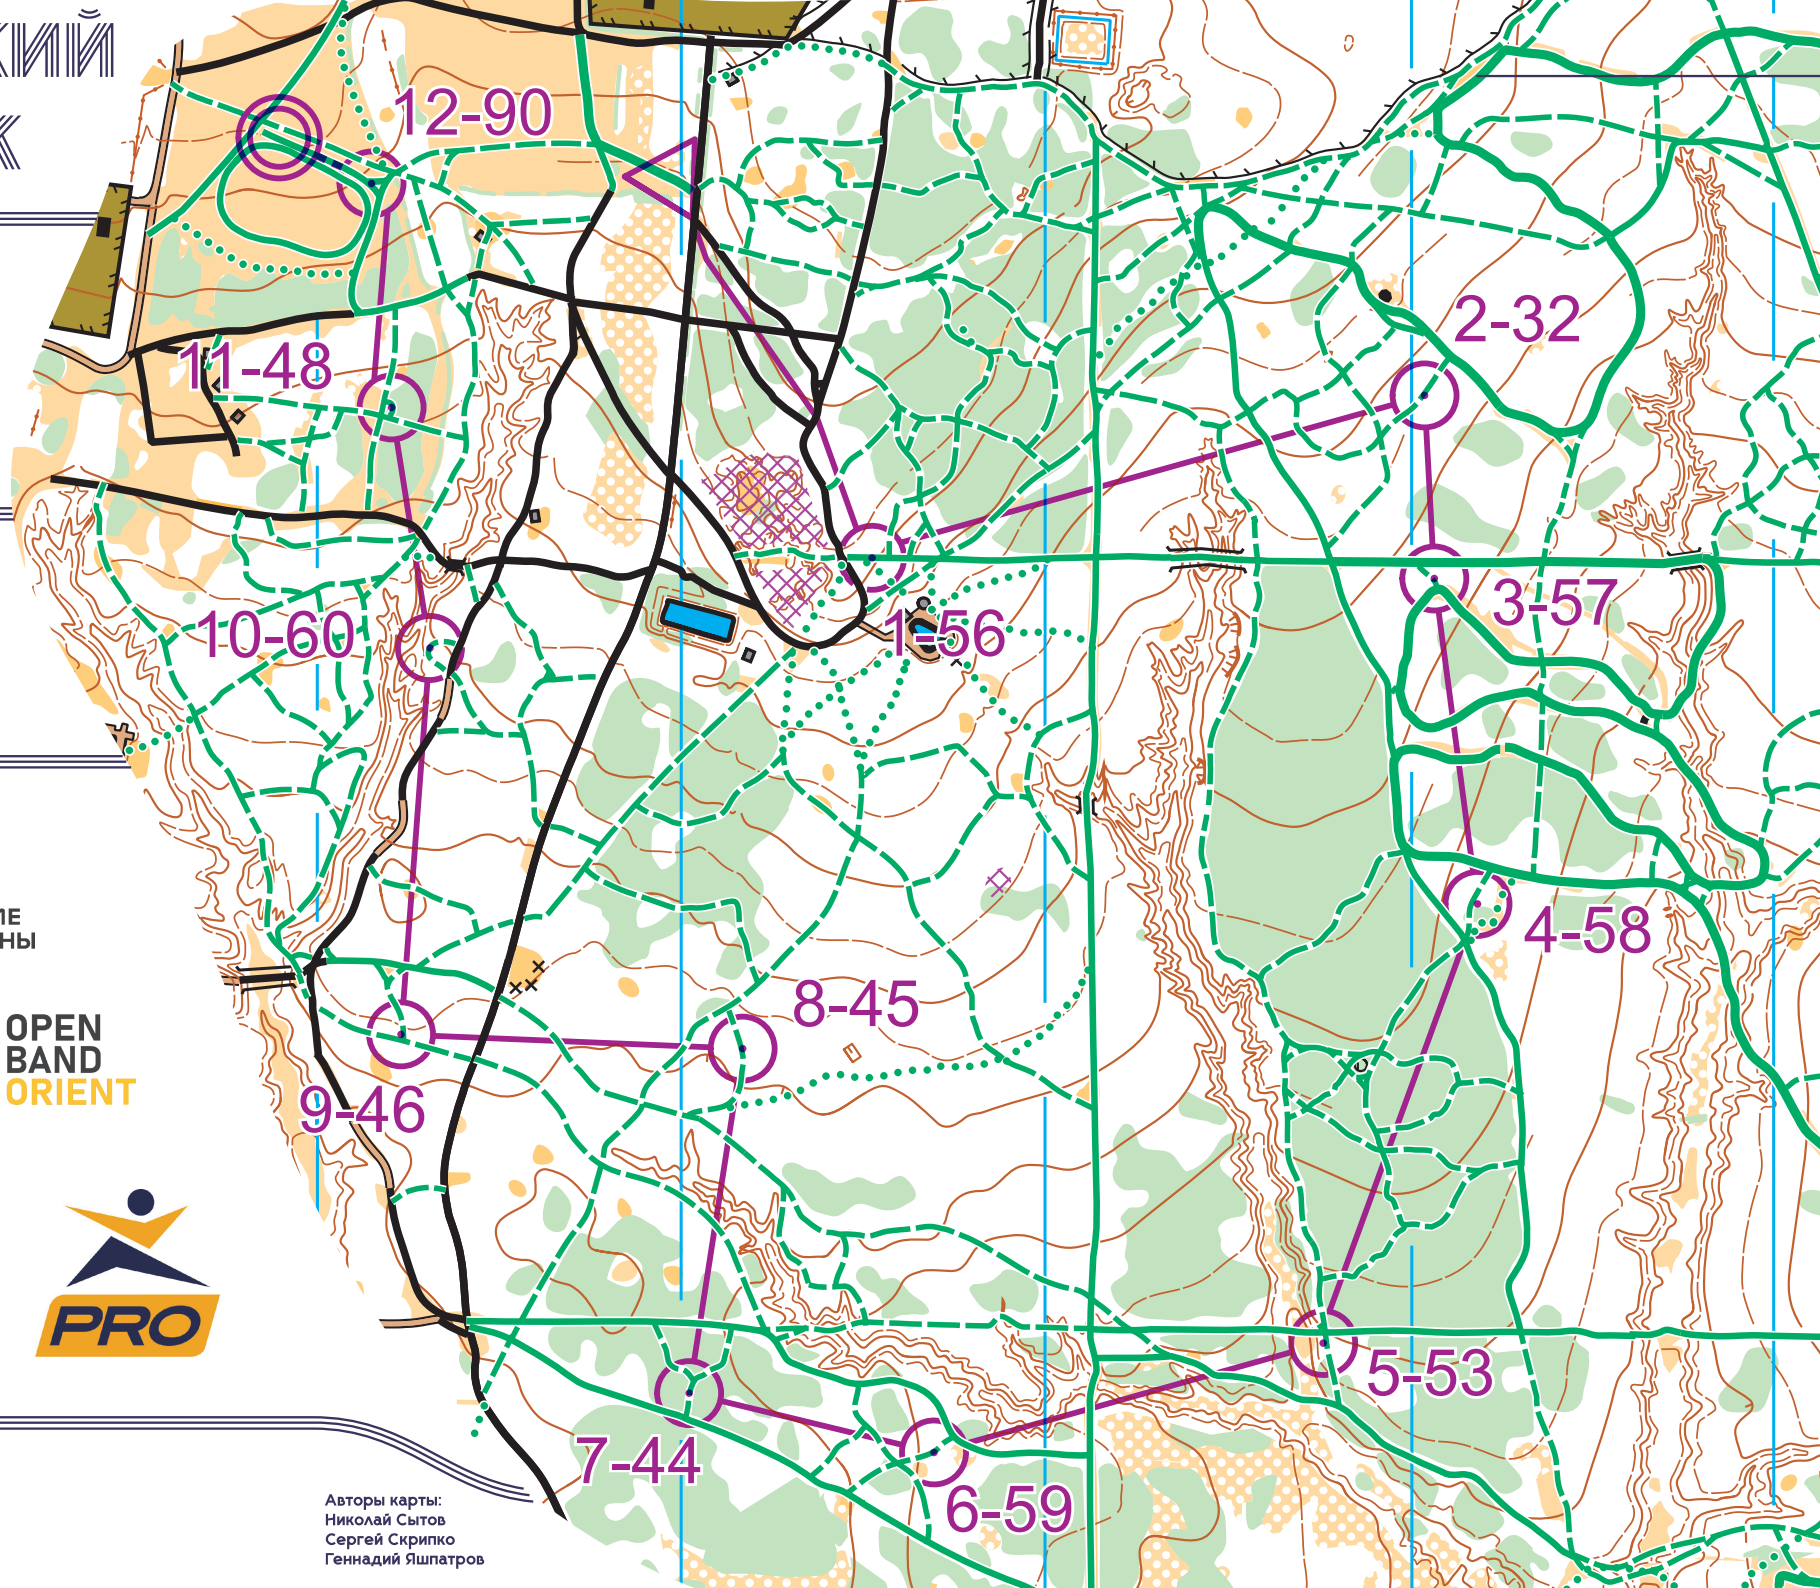 КИЙ
К
12-90
2-32
11-48
3-57
10-60
1-56
4-58
ИЕ
НЫ
8-45
OPEN
BAND
ORIENT
9-46
PRO
5-53
7-44
6-59
Авторы карты:
Николай Сытов
Сергей Скрипко
Геннадий Яшпатров